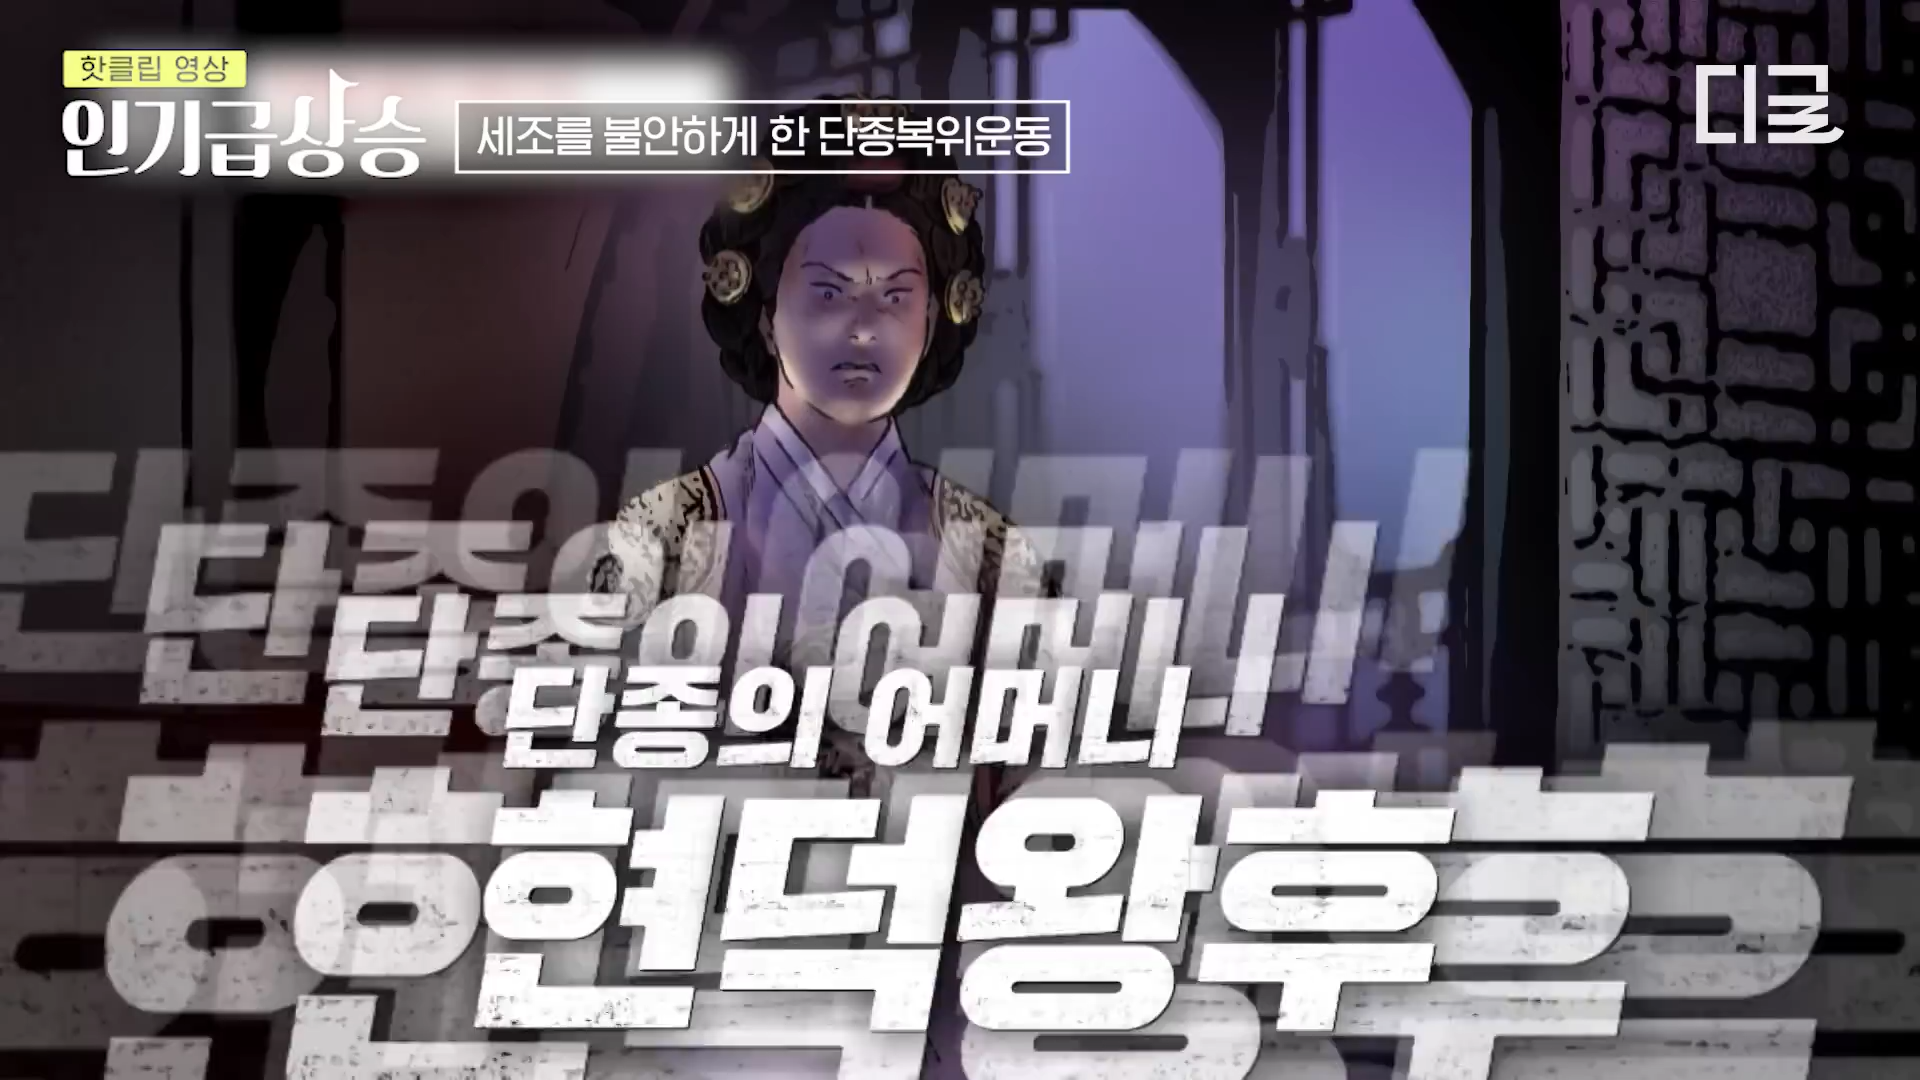 핫클립 영상
인기급상승
세조를 불안하게 한 단종복위운동
디글
단종의 어머니
현덕왕후